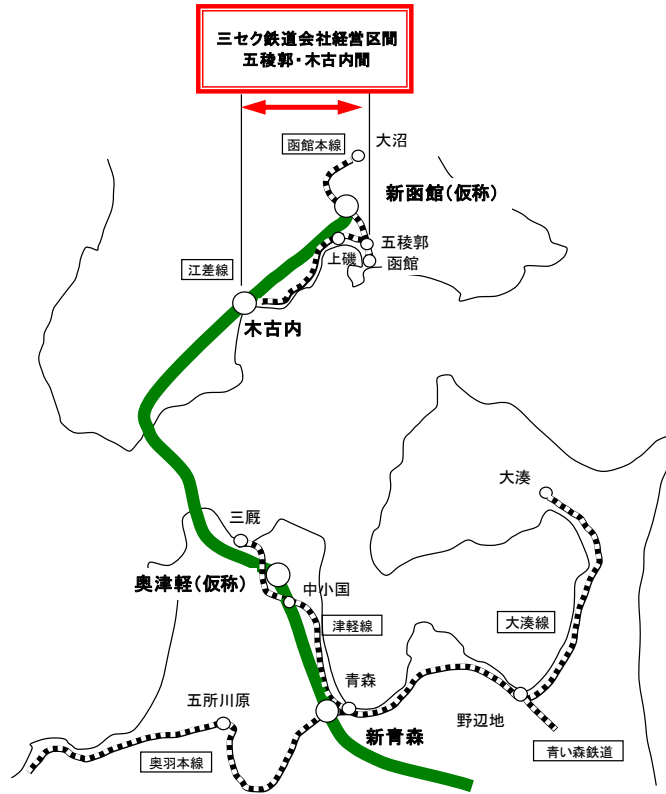 三セク鉄道会社経営区間
五稜郭・木古内間
函館本線
大沼
新函館(仮称)
五稜郭
上磯
函館
江差線
木古内
大湊
三厩
奥津軽(仮称)
中小国
津軽線
大湊線
青森
五所川原
野辺地
新青森
奥羽本線
青い森鉄道